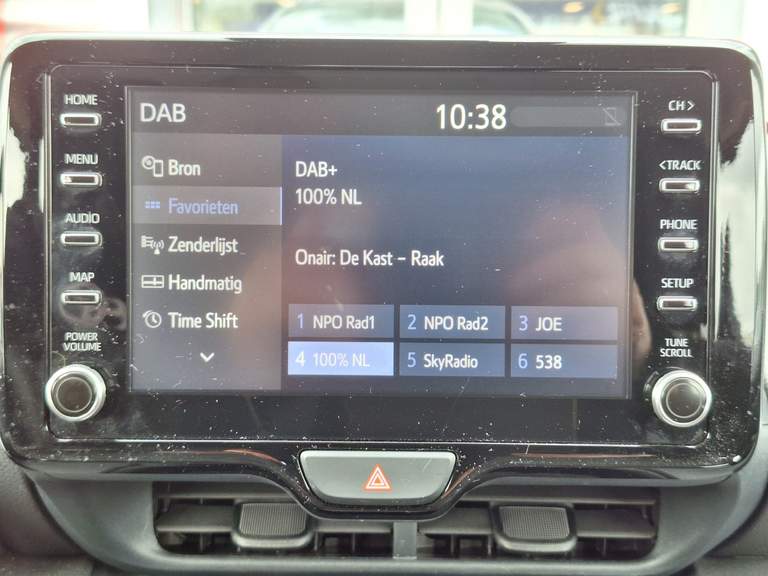 DAB 10:38
HOME
MENU
AUDIO
MAP
POWER
VOLUME
Bron
Favorieten
Zenderlijst
Handmatig
Time Shift
DAB+
100% NL
Onair: De Kast – Raak
1 NPO Rad1 2 NPO Rad2 3 JOE
4 100% NL 5 SkyRadio 6 538
CH >
< TRACK
PHONE
SETUP
TUNE
SCROLL